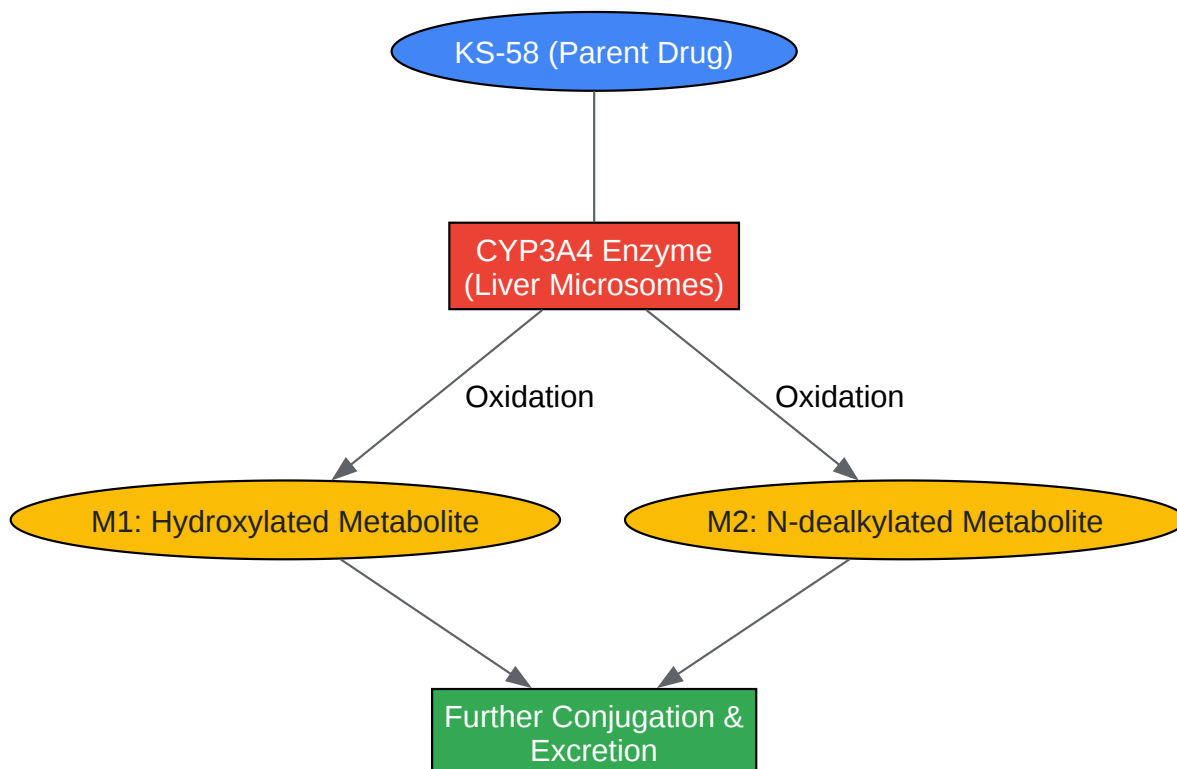 KS-58 (Parent Drug)
CYP3A4 Enzyme
(Liver Microsomes)
Oxidation
Oxidation
M1: Hydroxylated Metabolite
M2: N-dealkylated Metabolite
Further Conjugation &
Excretion